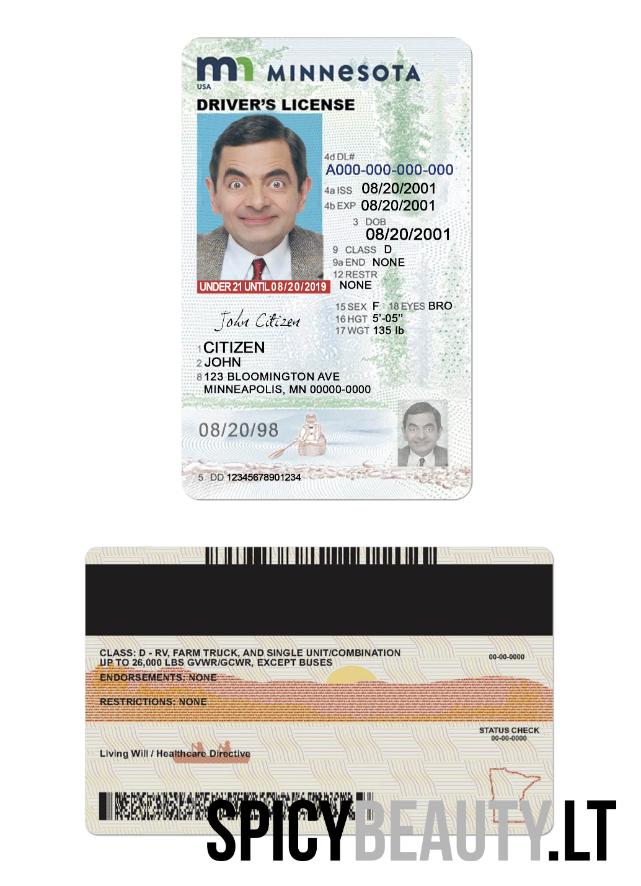 mn MINNESOTA
USA
DRIVER'S LICENSE
4d DL#
A000-000-000-000
4a ISS 08/20/2001
4b EXP 08/20/2001
3 DOB
08/20/2001
9 CLASS D
9a END NONE
12 RESTR
NONE
UNDER 21 UNTIL 08/20/2019
15 SEX F 18 EYES BRO
16 HGT 5'-05"
17 WGT 135 lb
John Citizen
1 CITIZEN
2 JOHN
8 123 BLOOMINGTON AVE
MINNEAPOLIS, MN 00000-0000
08/20/98
5 DD 12345678901234
CLASS: D - RV, FARM TRUCK, AND SINGLE UNIT/COMBINATION
UP TO 26,000 LBS GVWR/GCWR, EXCEPT BUSES
00-00-0000
ENDORSEMENTS: NONE
RESTRICTIONS: NONE
STATUS CHECK
00-00-0000
Living Will / Healthcare Directive
SPICYBEAUTY.LT